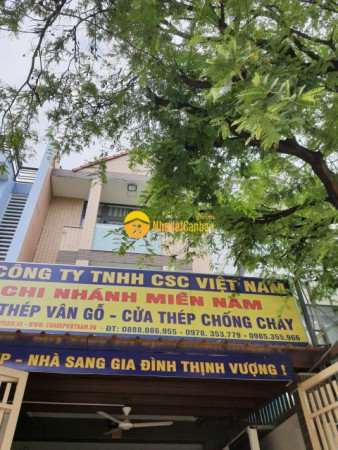 Nhadatcanban
CÔNG TY TNHH CSC VIỆT NAM
CHI NHÁNH MIỀN NAM
THÉP VÂN GỖ - CỬA THÉP CHỐNG CHÁY
- ĐT: 0888.086.955 - 0978.353.779 - 0985.355.966
P - NHÀ SANG GIA ĐÌNH THỊNH VƯỢNG !